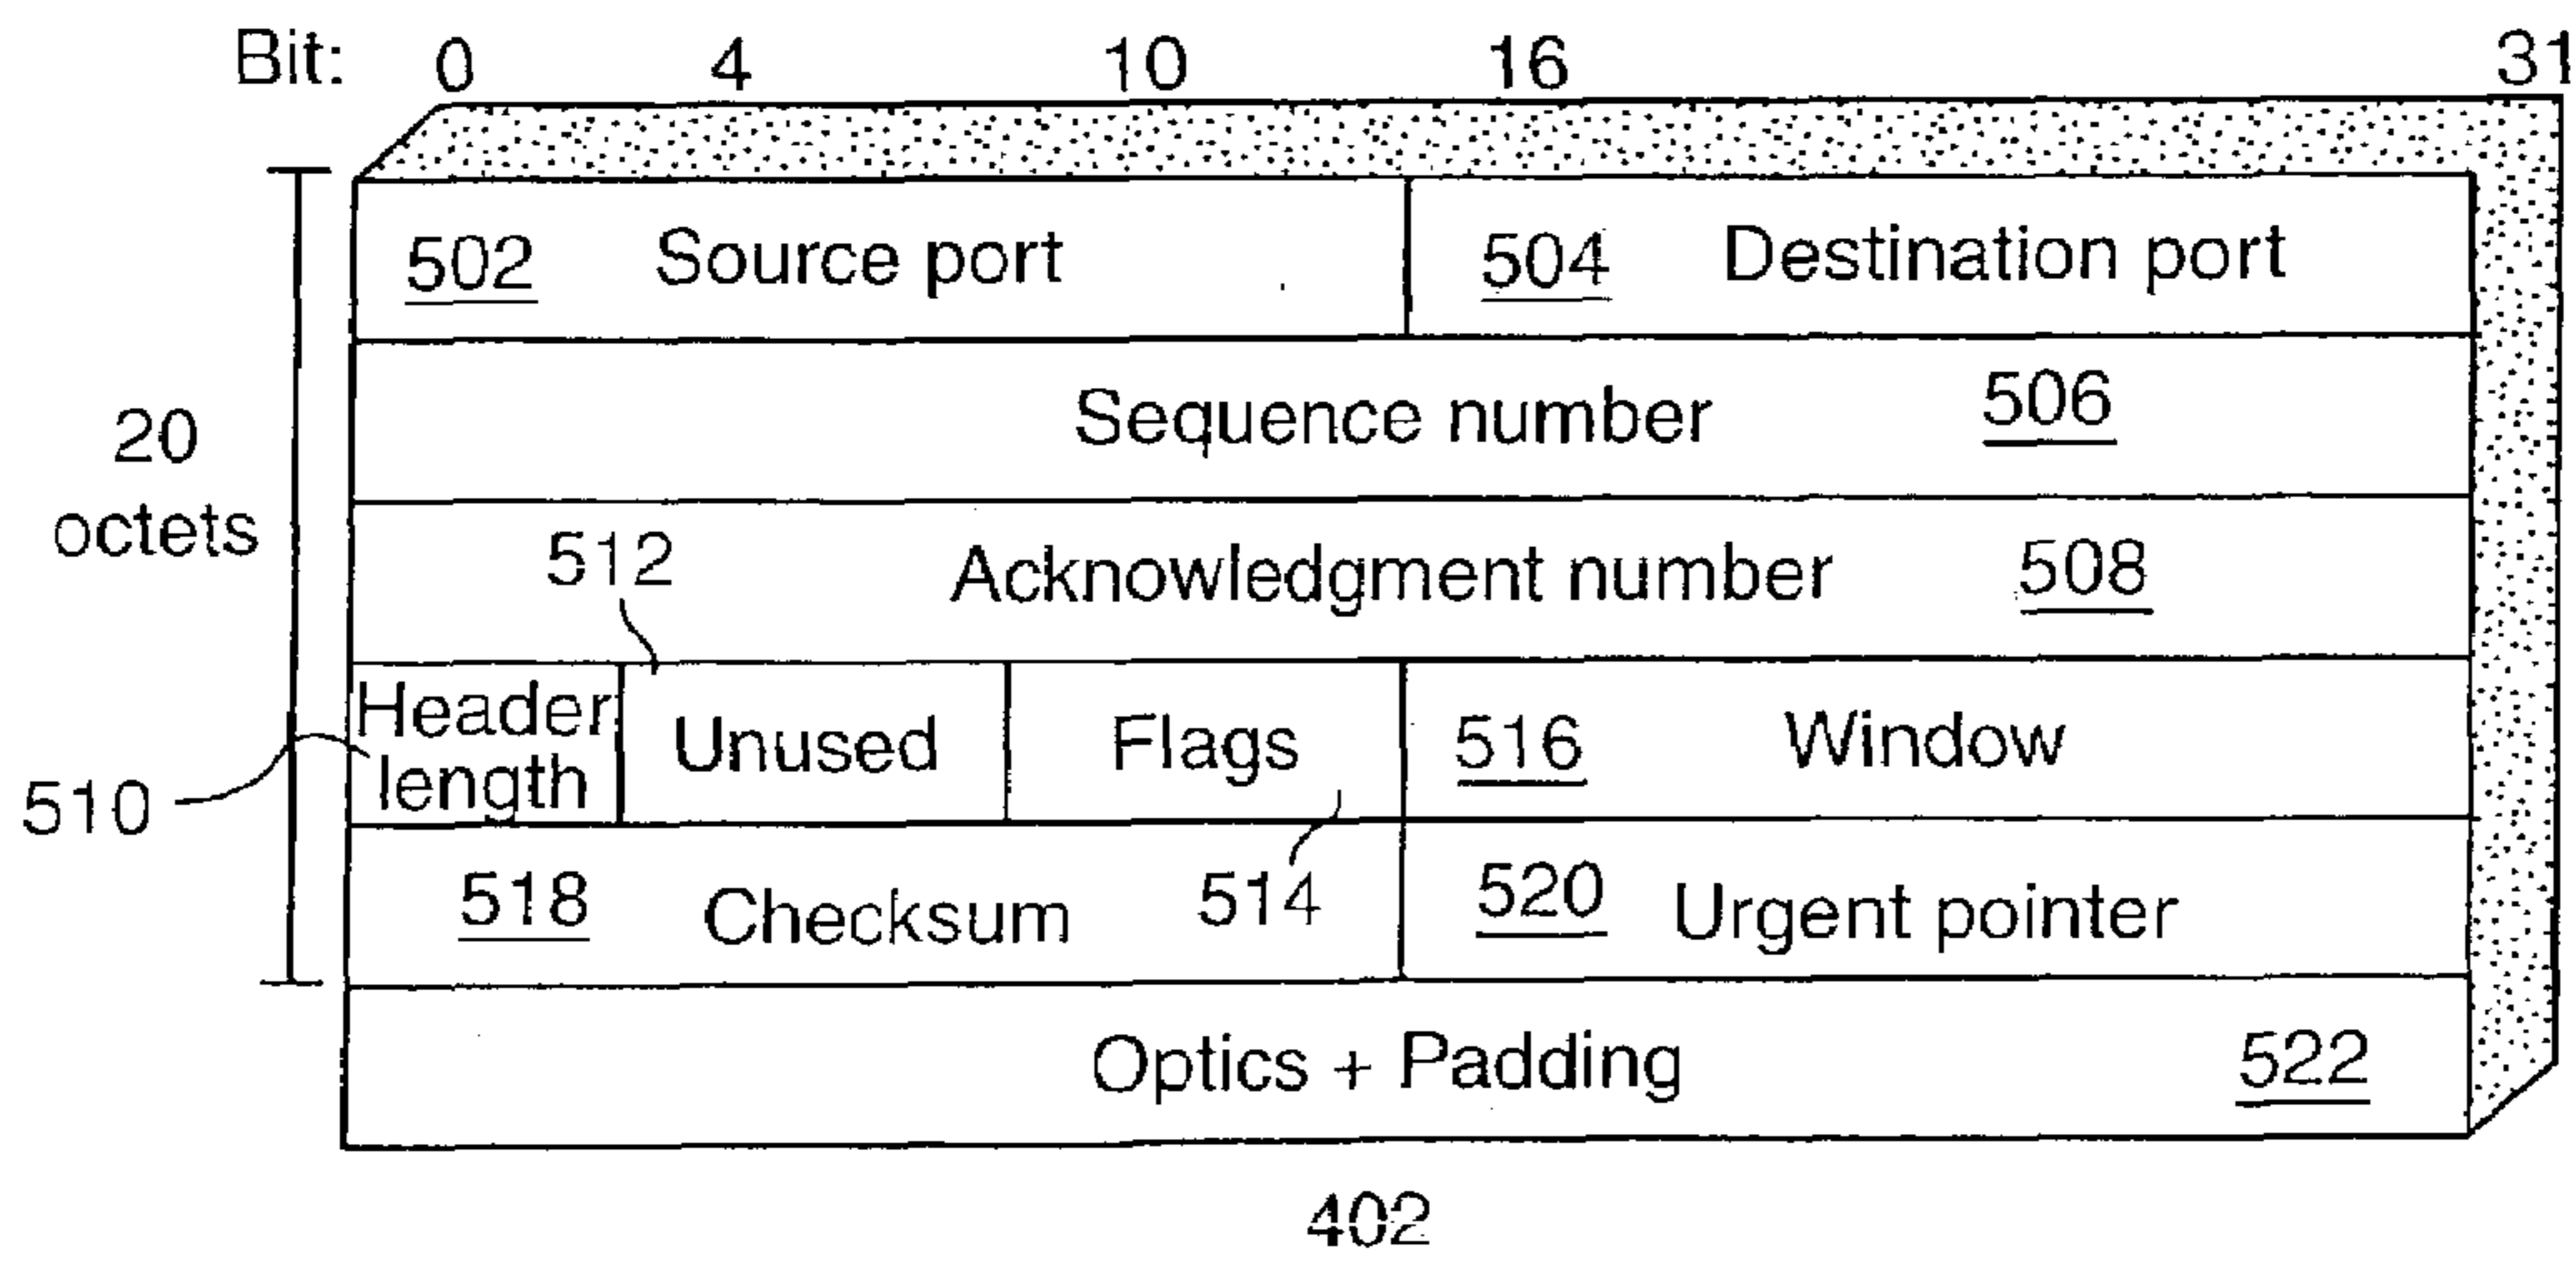 Bit: 0 4 10 16 31
502 Source port 504 Destination port
Sequence number 506
20
octets
512
Acknowledgment number 508
Header
length
Unused
Flags
516 Window
510
518 Checksum 514 520 Urgent pointer
Optics + Padding 522
402